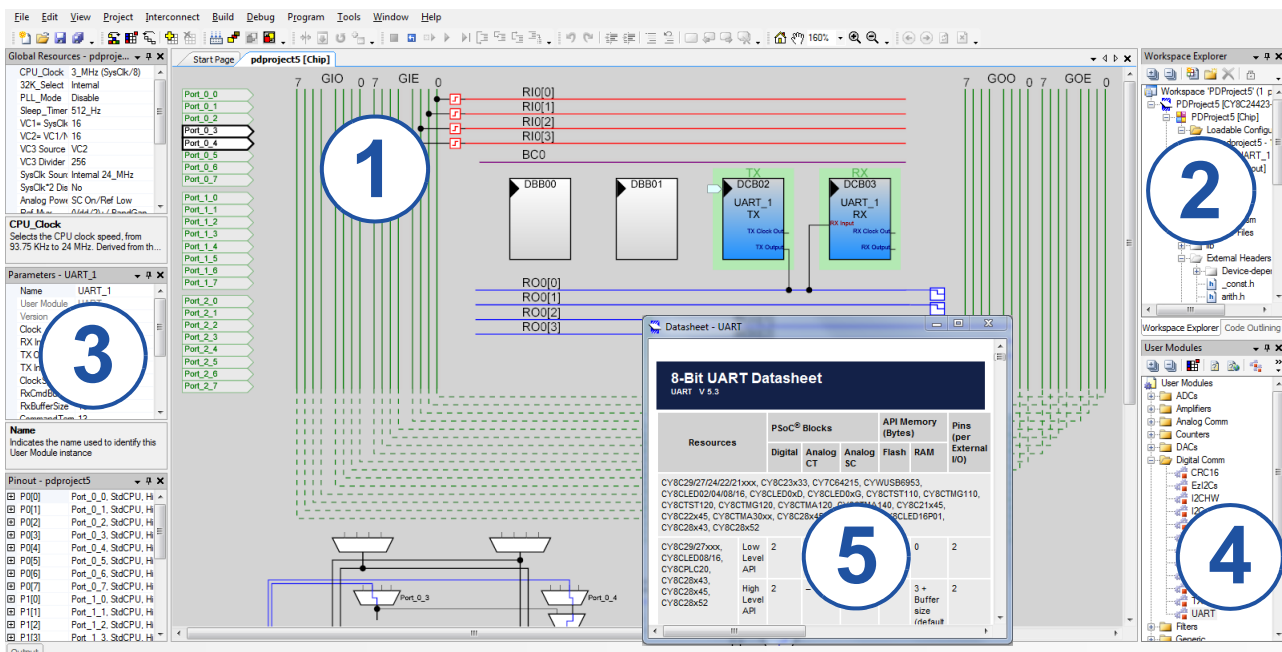 File Edit View Project Interconnect Build Debug Program Tools Window Help
160%
Global Resources - pdproje...
CPU_Clock 3_MHz (SysClk/8)
32K_Select Internal
PLL_Mode Disable
Sleep_Timer 512_Hz
VC1= SysClk 16
VC2= VC1/N 16
VC3 Source VC2
VC3 Divider 256
SysClk Sourc Internal 24_MHz
SysClk*2 Dis No
Analog Powe SC On/Ref Low
CPU_Clock
Selects the CPU clock speed, from
93.75 KHz to 24 MHz. Derived from th...
Parameters - UART_1
Name UART_1
User Module
Version
Clock
RX In
TX O
TX In
Clock
RxCmdB
RxBufferSize
Name
Indicates the name used to identify this
User Module instance
Pinout - pdproject5
P0[0] Port_0_0, StdCPU, Hi
P0[1] Port_0_1, StdCPU, Hi
P0[2] Port_0_2, StdCPU, Hi
P0[3] Port_0_3, StdCPU, Hi
P0[4] Port_0_4, StdCPU, Hi
P0[5] Port_0_5, StdCPU, Hi
P0[6] Port_0_6, StdCPU, Hi
P0[7] Port_0_7, StdCPU, Hi
P1[0] Port_1_0, StdCPU, Hi
P1[1] Port_1_1, StdCPU, Hi
P1[2] Port_1_2, StdCPU, Hi
P1[3] Port_1_3, StdCPU, Hi
Output
Start Page pdproject5 [Chip]
7 GIO 0 7 GIE 0
7 GOO 0 7 GOE 0
Port_0_0
Port_0_1
Port_0_2
Port_0_3
Port_0_4
Port_0_5
Port_0_6
Port_0_7
Port_1_0
Port_1_1
Port_1_2
Port_1_3
Port_1_4
Port_1_5
Port_1_6
Port_1_7
Port_2_0
Port_2_1
Port_2_2
Port_2_3
Port_2_4
Port_2_5
Port_2_6
Port_2_7
RI0[0]
RI0[1]
RI0[2]
RI0[3]
BC0
DBB00
DBB01
TX
DCB02
UART_1
TX
TX Clock Out
TX Output
RX
DCB03
UART_1
RX
RX Input
RX Clock Out
RX Output
RO0[0]
RO0[1]
RO0[2]
RO0[3]
Port_0_3
Port_0_4
1
2
3
4
5
Datasheet - UART
8-Bit UART Datasheet
UART V 5.3
Resources
PSoC® Blocks
API Memory
(Bytes)
Pins
(per
External
I/O)
Digital
Analog
CT
Analog
SC
Flash
RAM
CY8C29/27/24/22/21xxx, CY8C23x33, CY7C64215, CYWUSB6953,
CY8CLED02/04/08/16, CY8CLED0xD, CY8CLED0xG, CY8CTST110, CY8CTMG110,
CY8CTST120, CY8CTMG120, CY8CTMA120, CY8C21x45,
CY8C22x45, CY8CTMA30xx, CY8CLED16P01,
CY8C28x43, CY8C28x52
CY8C29/27xxx,
CY8CLED08/16,
CY8CPLC20,
CY8C28x43,
CY8C28x45,
CY8C28x52
Low
Level
API
2
0
2
High
Level
API
2
–
3 +
Buffer
size
(default
2
Workspace Explorer
Workspace 'PDProject5' (1 p
PDProject5 [CY8C24423-
PDProject5 [Chip]
Loadable Configu
Files
lib
External Headers
Device-deper
_const.h
arith.h
Workspace Explorer Code Outlining
User Modules
User Modules
ADCs
Amplifiers
Analog Comm
Counters
DACs
Digital Comm
CRC16
EzI2Cs
I2CHW
UART
Filters
Generic